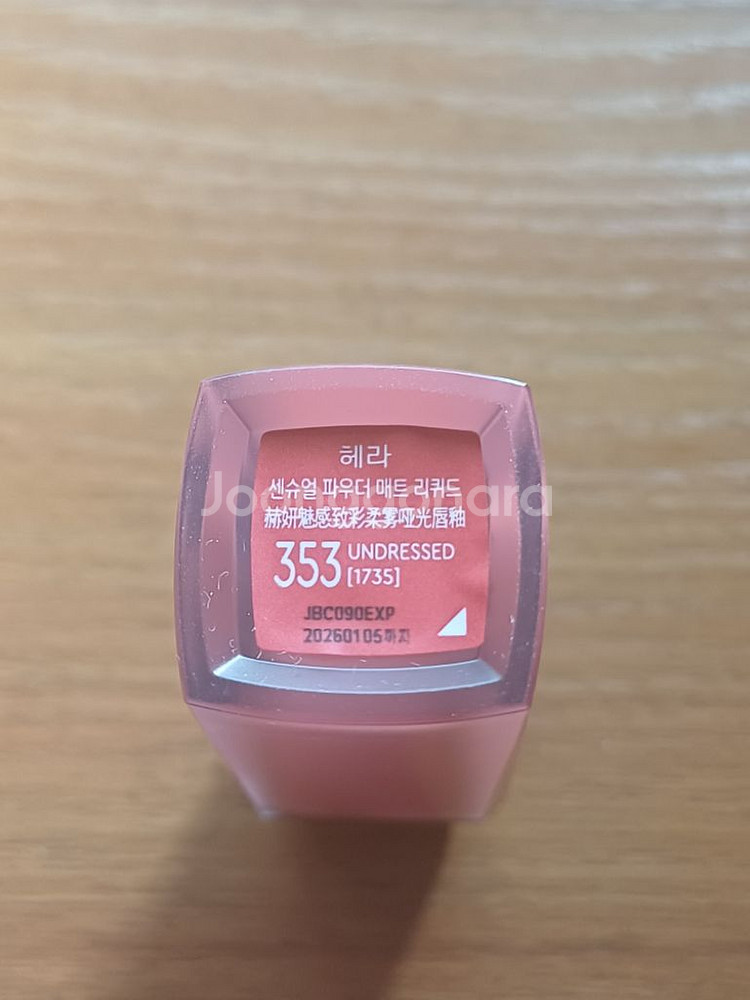 헤라
센슈얼 파우더 매트 리퀴드
赫妍魅感致彩柔雾哑光唇釉
353 UNDRESSED
[1735]
JBC090EXP
20260105까지
Joonggonara